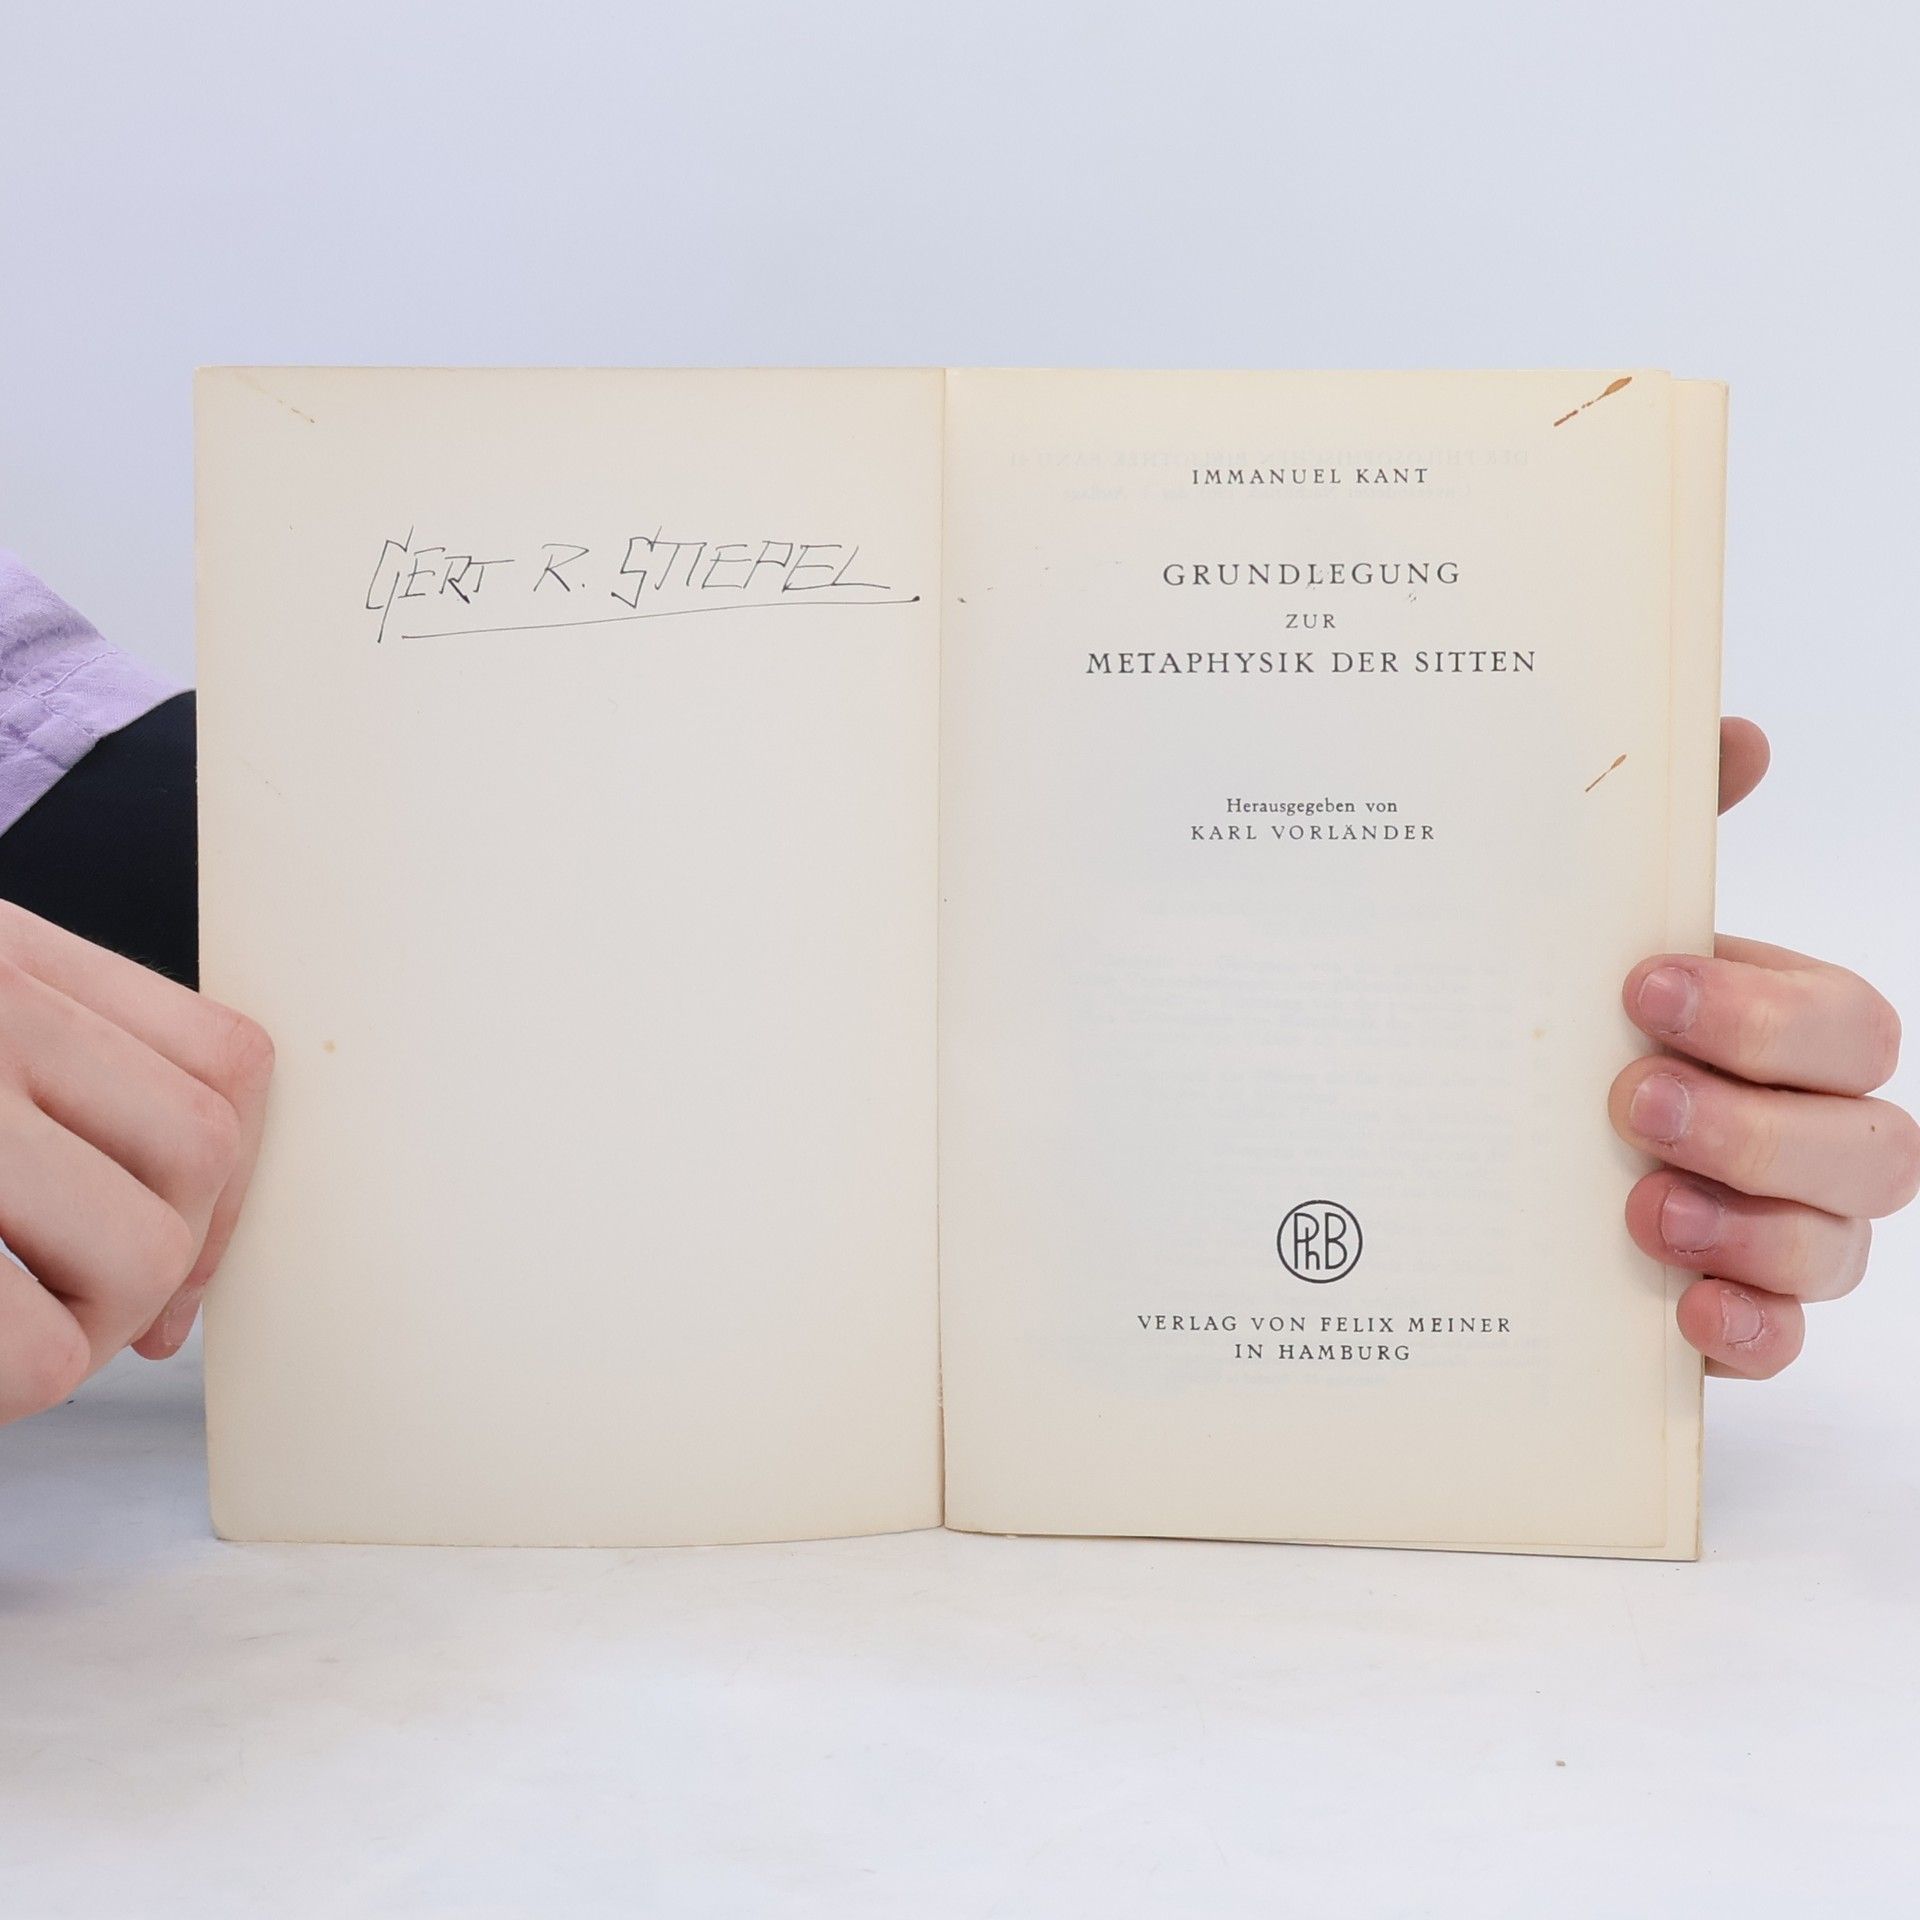 GERT R. STIEPEL
IMMANUEL KANT
GRUNDLEGUNG
ZUR
METAPHYSIK DER SITTEN
Herausgegeben von
KARL VORLÄNDER
PhB
VERLAG VON FELIX MEINER
IN HAMBURG